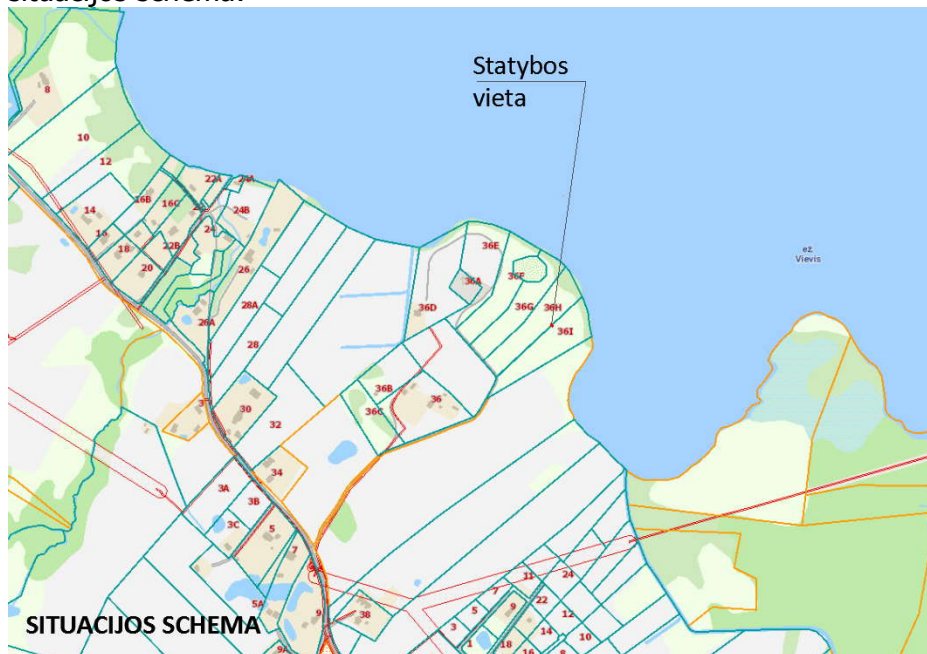 Statybos
vieta
8
10
12
22A
24A
16B
16C
24B
14
24
16
22B
18
20
26
28A
26A
28
36E
36A
36F
36D
36G
36H
36I
ež.
Vievis
36B
36
36C
30
32
34
3A
3B
3C
5
7
5A
9
9A
38
11
24
7
22
5
9
12
3
14
10
1
18
16
8
SITUACIJOS SCHEMA